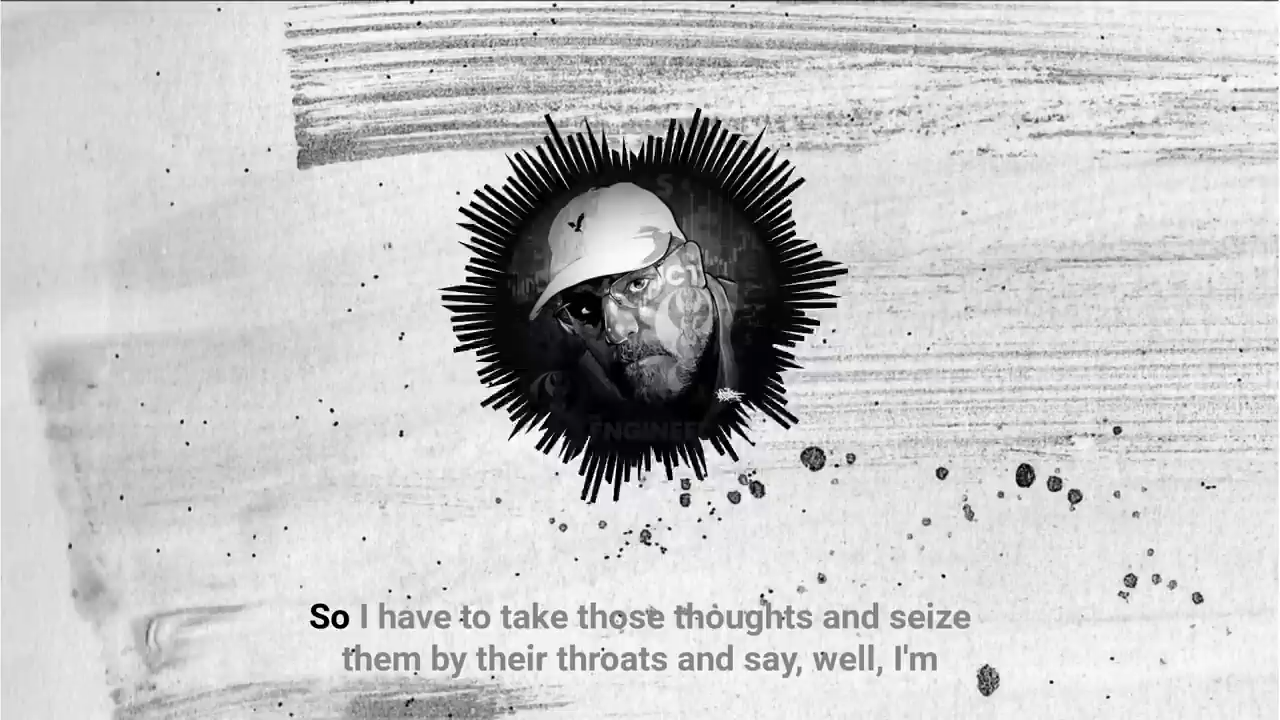 So I have to take those thoughts and seize
them by their throats and say, well, I'm